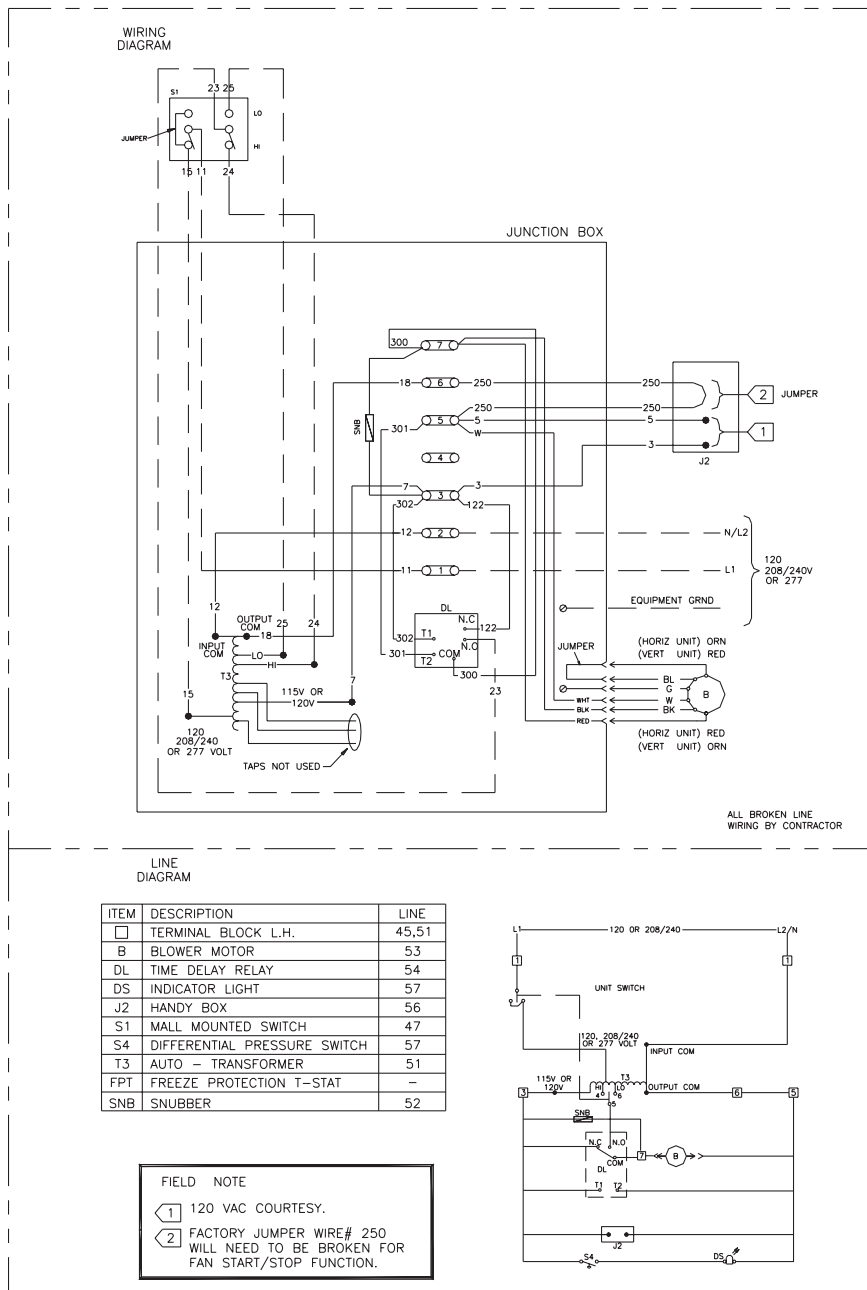 WIRING
DIAGRAM
S1
23 25
LO
JUMPER
HI
15 11 24
JUNCTION BOX
300 7
18 6 250 250
2 JUMPER
250 250
SNB
301 5 5 5
W
1
4
3
J2
7 3
302 3 122
12 2 N/L2
11 1 L1
120
208/240V
OR 277
EQUIPMENT GRND
12
OUTPUT
COM
18
25
24
INPUT
COM
LO
HI
T3
DL
N.C
122
302 T1
N.O
301 COM
T2
300
23
JUMPER
(HORIZ UNIT) ORN
(VERT UNIT) RED
BL
G
WHT W B
BLK BK
RED
(HORIZ UNIT) RED
(VERT UNIT) ORN
7
15
115V OR
120V
120
208/240
OR 277 VOLT
TAPS NOT USED
ALL BROKEN LINE
WIRING BY CONTRACTOR
LINE
DIAGRAM
ITEM DESCRIPTION LINE
TERMINAL BLOCK L.H. 45,51
B BLOWER MOTOR 53
DL TIME DELAY RELAY 54
DS INDICATOR LIGHT 57
J2 HANDY BOX 56
S1 MALL MOUNTED SWITCH 47
S4 DIFFERENTIAL PRESSURE SWITCH 57
T3 AUTO – TRANSFORMER 51
FPT FREEZE PROTECTION T-STAT –
SNB SNUBBER 52
FIELD NOTE
1 120 VAC COURTESY.
2 FACTORY JUMPER WIRE# 250
WILL NEED TO BE BROKEN FOR
FAN START/STOP FUNCTION.
L1 120 OR 208/240 L2/N
1 1
UNIT SWITCH
120, 208/240
OR 277 VOLT
INPUT COM
115V OR
120V
T3
HI LO
OUTPUT COM
3 4 6 6 5
5
SNB
N.C N.O
COM 7 B
DL
T1 T2
J2
S4 DS